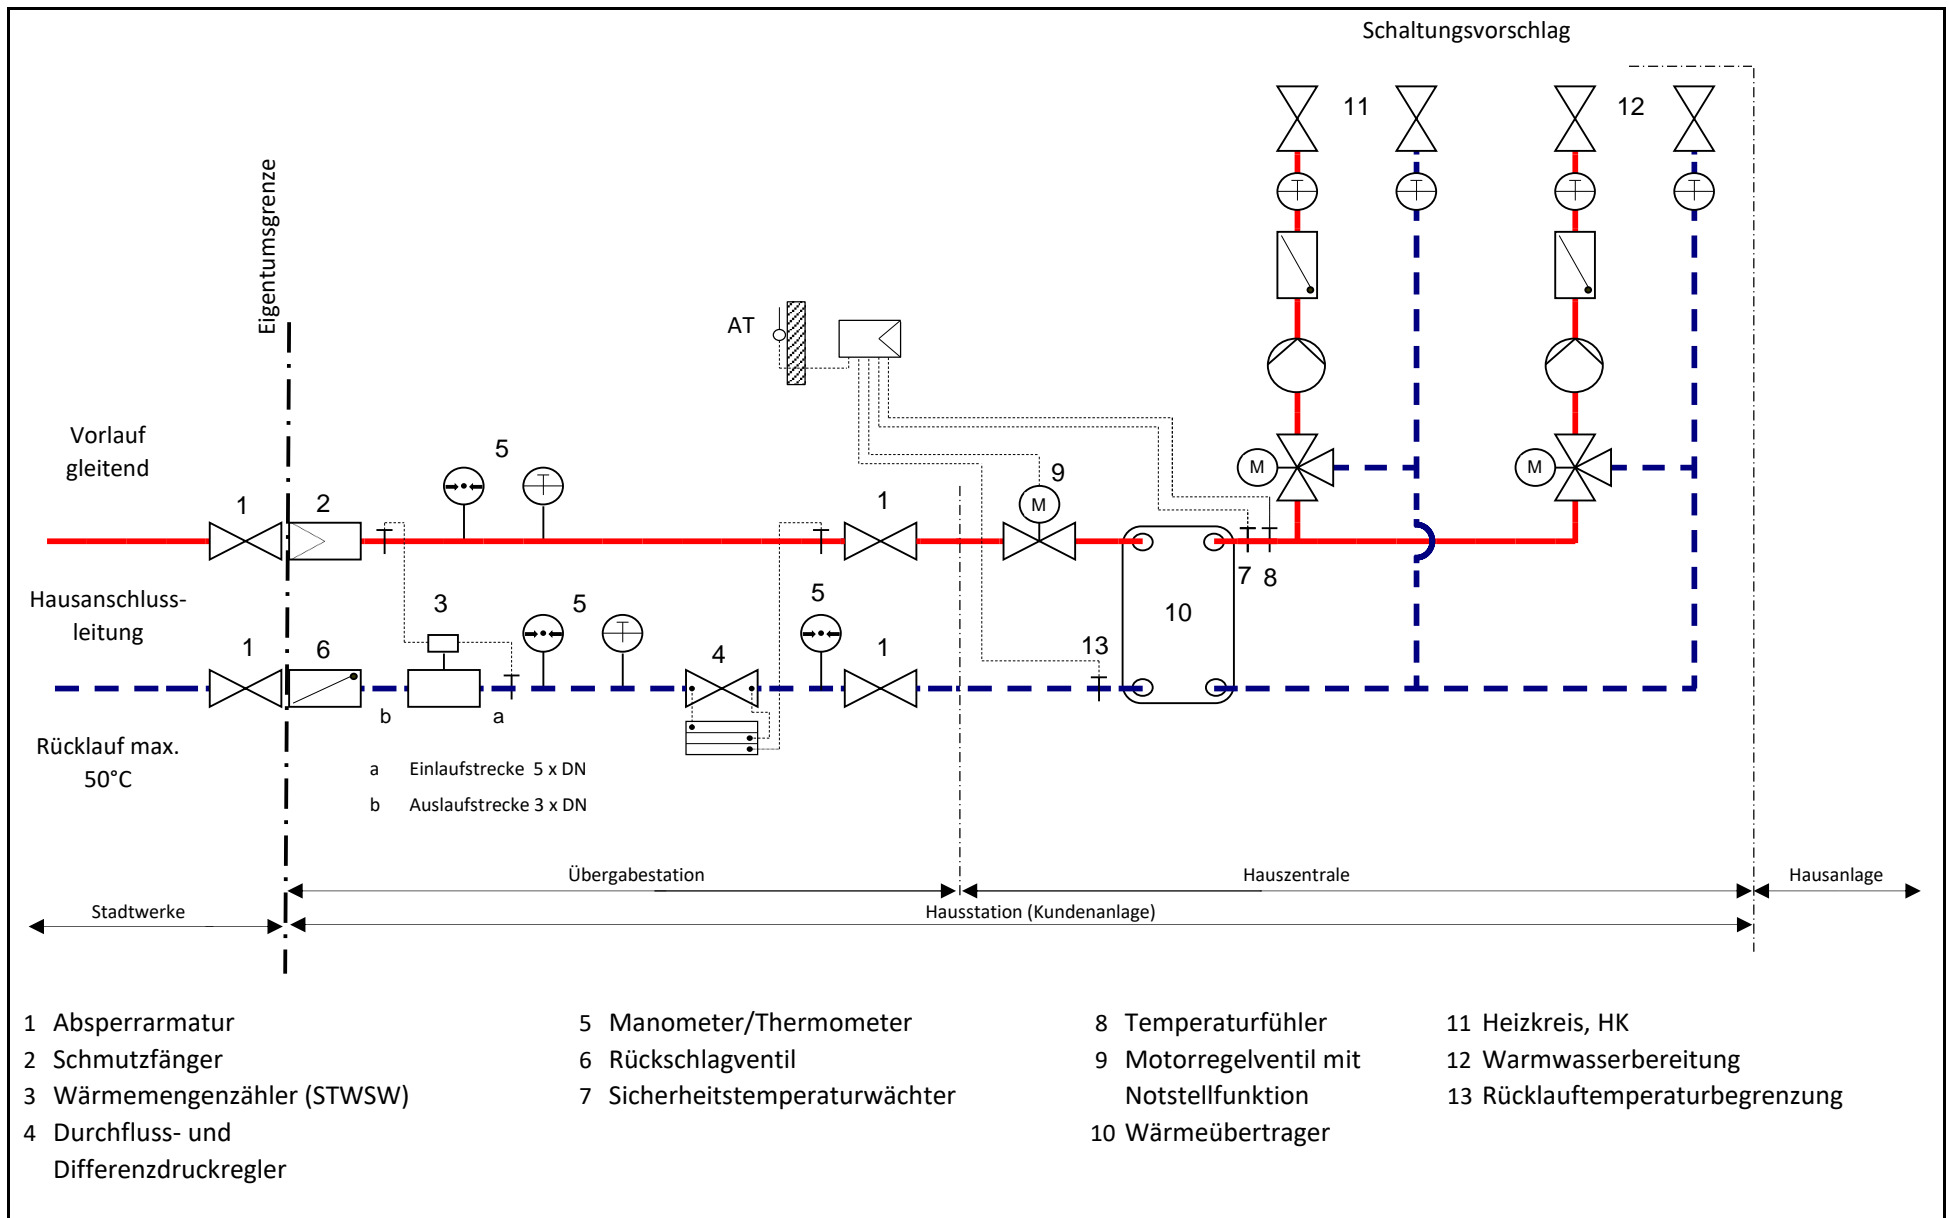 Schaltungsvorschlag
11
12
Eigentumsgrenze
AT
Vorlauf
gleitend
5
9
M
M
M
1
2
1
7
8
Hausanschluss-
leitung
3
5
5
10
1
6
4
1
13
b
a
Rücklauf max.
50°C
a Einlaufstrecke 5 x DN
b Auslaufstrecke 3 x DN
Übergabestation
Hauszentrale
Hausanlage
Stadtwerke
Hausstation (Kundenanlage)
1 Absperrarmatur
2 Schmutzfänger
3 Wärmemengenzähler (STWSW)
4 Durchfluss- und
Differenzdruckregler
5 Manometer/Thermometer
6 Rückschlagventil
7 Sicherheitstemperaturwächter
8 Temperaturfühler
9 Motorregelventil mit
Notstellfunktion
10 Wärmeübertrager
11 Heizkreis, HK
12 Warmwasserbereitung
13 Rücklauftemperaturbegrenzung